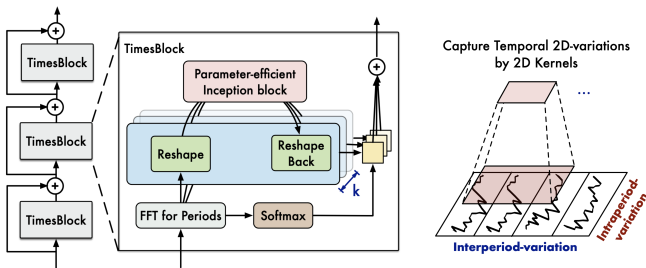 TimesBlock
TimesBlock
TimesBlock
TimesBlock
Parameter-efficient
Inception block
Reshape
Reshape
Back
k
FFT for Periods
Softmax
Capture Temporal 2D-variations
by 2D Kernels
...
Interperiod-variation
Intraperiod-
variation